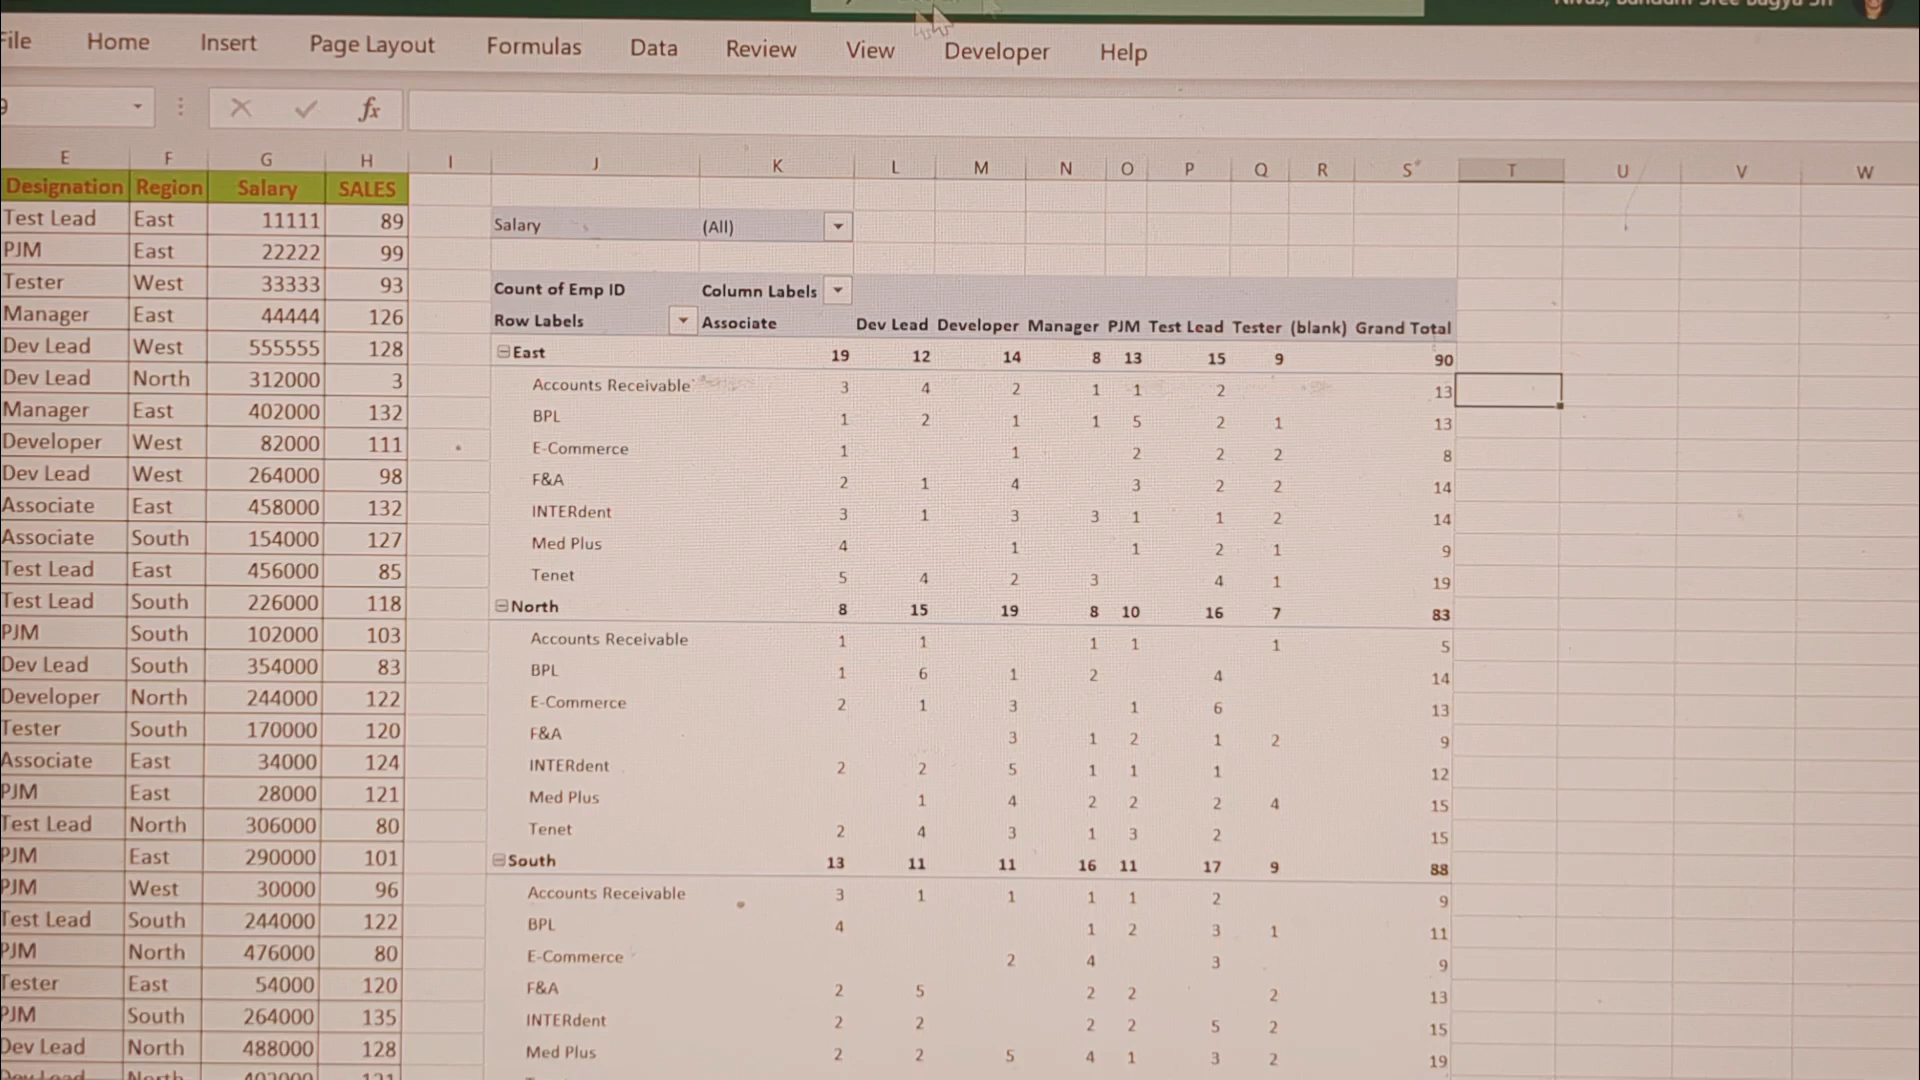 File Home Insert Page Layout Formulas Data Review View Developer Help
fx
E F G H I J K L M N O P Q R S T U V W
Designation Region Salary SALES
Test Lead East 11111 89 Salary (All)
PJM East 22222 99
Tester West 33333 93 Count of Emp ID Column Labels
Manager East 44444 126 Row Labels Associate Dev Lead Developer Manager PJM Test Lead Tester (blank) Grand Total
Dev Lead West 555555 128 East 19 12 14 8 13 15 9 90
Dev Lead North 312000 3 Accounts Receivable 3 4 2 1 1 2 13
Manager East 402000 132 BPL 1 2 1 1 5 2 1 13
Developer West 82000 111 E-Commerce 1 1 2 2 2 8
Dev Lead West 264000 98 F&A 2 1 4 3 2 2 14
Associate East 458000 132 INTERdent 3 1 3 3 1 1 2 14
Associate South 154000 127 Med Plus 4 1 1 2 1 9
Test Lead East 456000 85 Tenet 5 4 2 3 4 1 19
Test Lead South 226000 118 North 8 15 19 8 10 16 7 83
PJM South 102000 103 Accounts Receivable 1 1 1 1 1 5
Dev Lead South 354000 83 BPL 1 6 1 2 4 14
Developer North 244000 122 E-Commerce 2 1 3 1 6 13
Tester South 170000 120 F&A 3 1 2 1 2 9
Associate East 34000 124 INTERdent 2 2 5 1 1 1 12
PJM East 28000 121 Med Plus 1 4 2 2 2 4 15
Test Lead North 306000 80 Tenet 2 4 3 1 3 2 15
PJM East 290000 101 South 13 11 11 16 11 17 9 88
PJM West 30000 96 Accounts Receivable 3 1 1 1 1 2 9
Test Lead South 244000 122 BPL 4 1 2 3 1 11
PJM North 476000 80 E-Commerce 2 4 3 9
Tester East 54000 120 F&A 2 5 2 2 2 13
PJM South 264000 135 INTERdent 2 2 2 2 5 2 15
Dev Lead North 488000 128 Med Plus 2 2 5 4 1 3 2 19